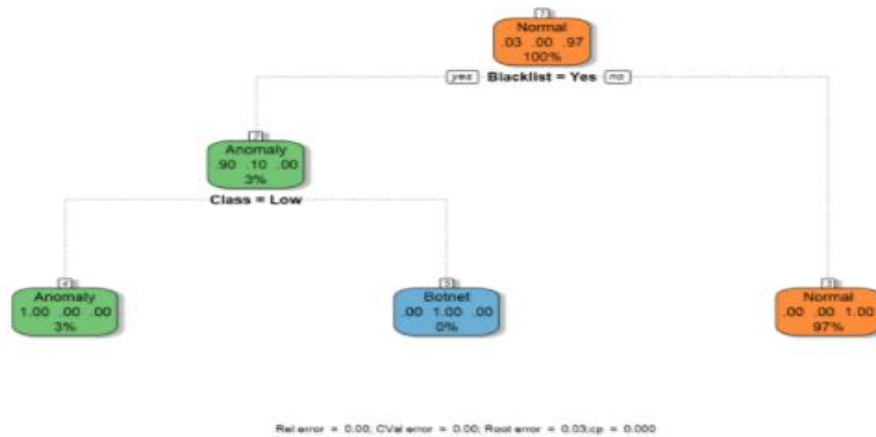 1
Normal
.03 .00 .97
100%
yes Blacklist = Yes no
2
Anomaly
.90 .10 .00
3%
Class = Low
4
Anomaly
1.00 .00 .00
3%
5
Botnet
.00 1.00 .00
0%
3
Normal
.00 .00 1.00
97%
Rel error = 0.00; CVal error = 0.00; Root error = 0.03;cp = 0.000